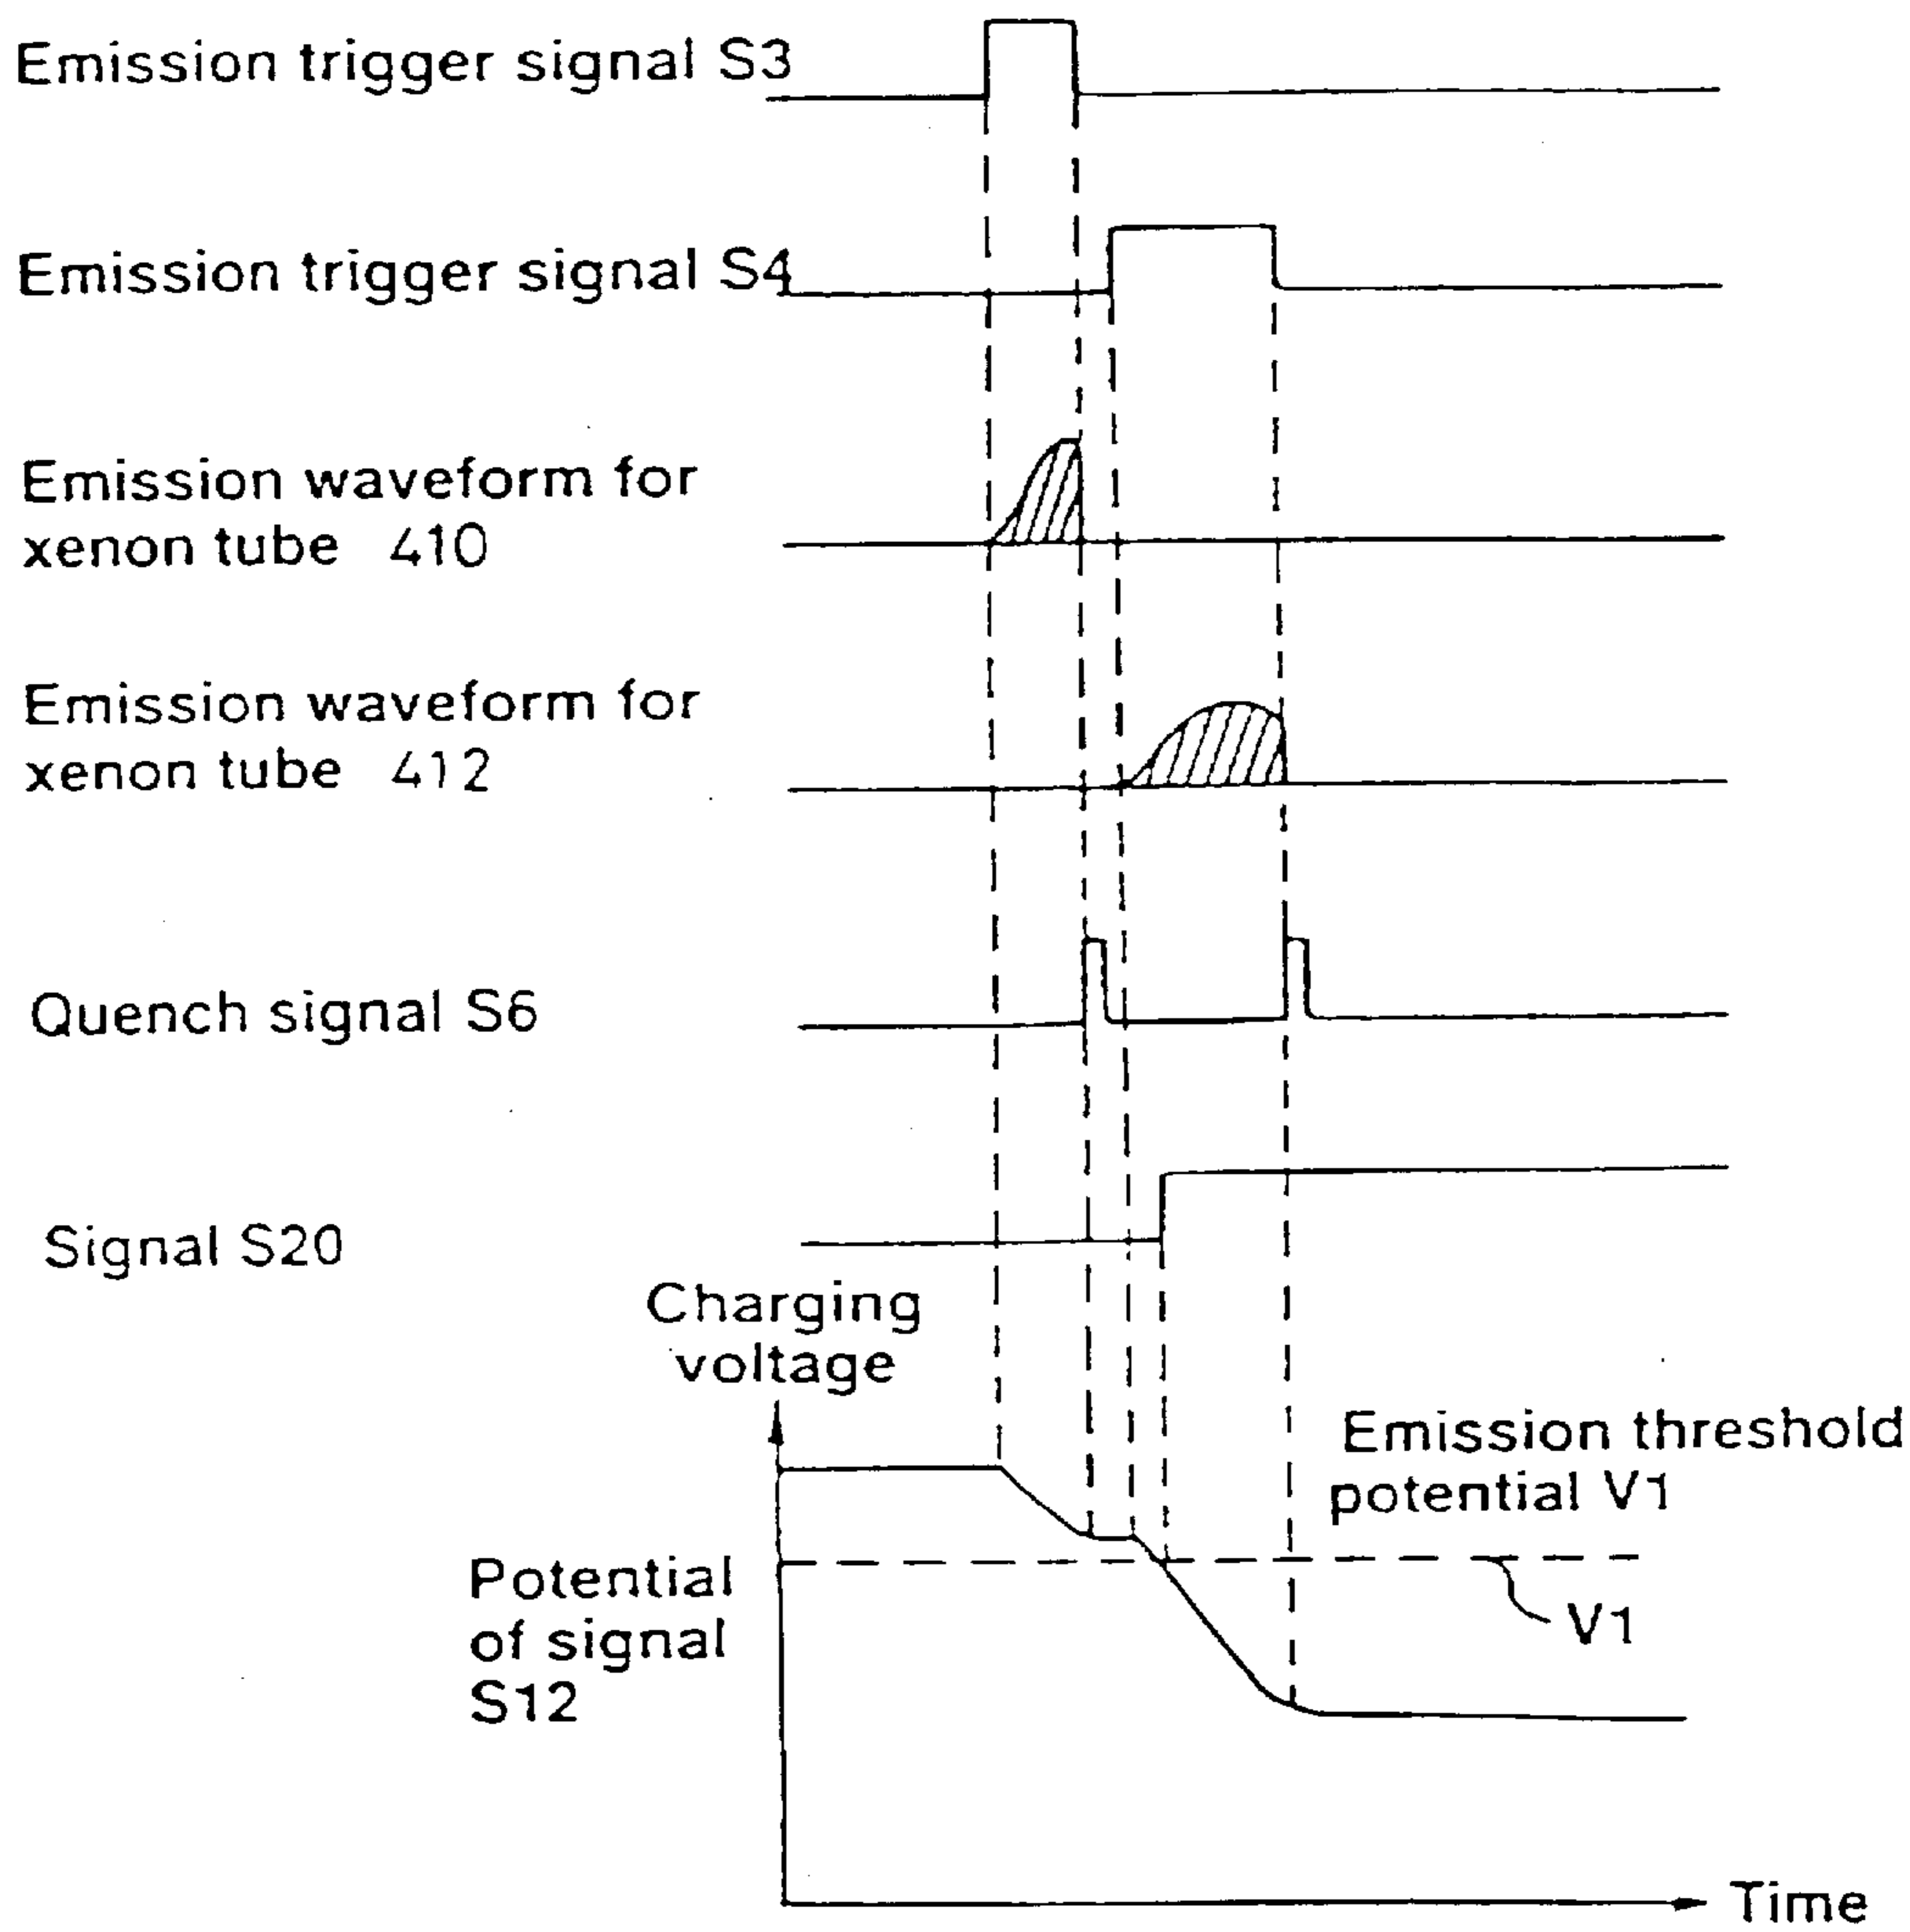 Emission trigger signal S3
Emission trigger signal S4
Emission waveform for
xenon tube 410
Emission waveform for
xenon tube 412
Quench signal S6
Signal S20
Charging
voltage
Emission threshold
potential V1
Potential
of signal
S12
V1
Time